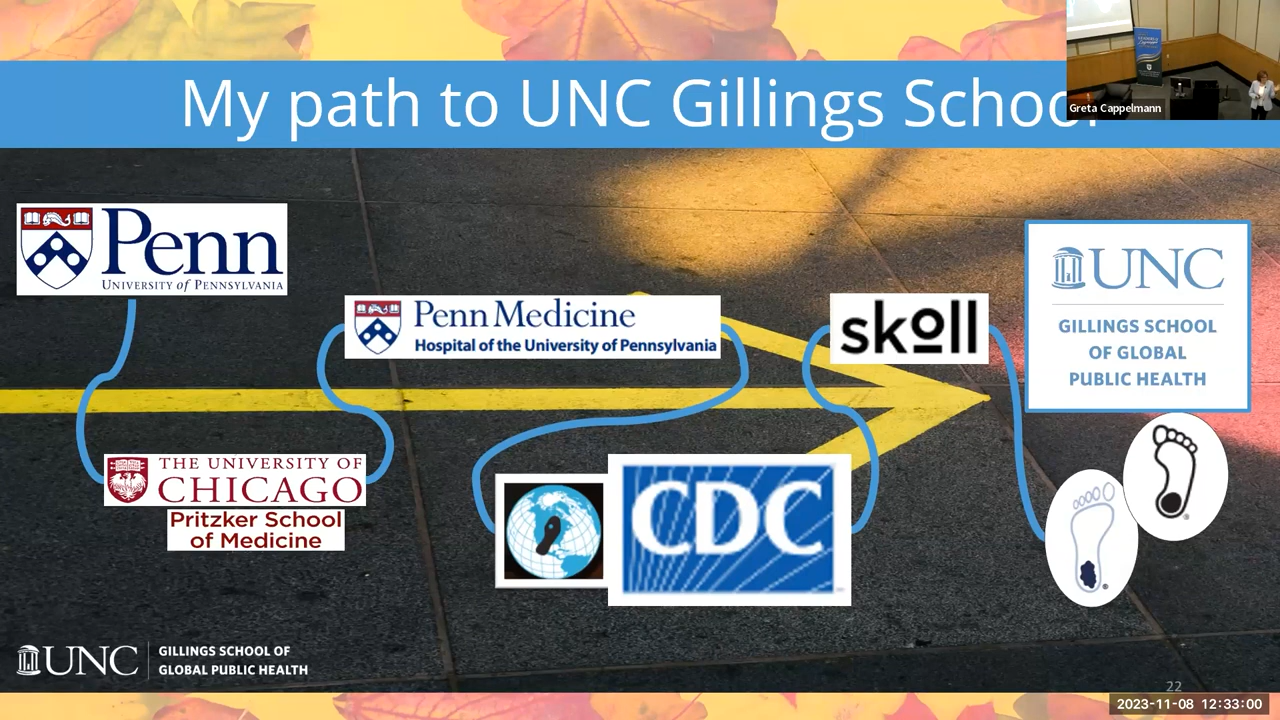 My path to UNC Gillings School
Greta Cappelmann
Penn
UNIVERSITY of PENNSYLVANIA
Penn Medicine
Hospital of the University of Pennsylvania
skoll
UNC
GILLINGS SCHOOL
OF GLOBAL
PUBLIC HEALTH
THE UNIVERSITY OF
CHICAGO
Pritzker School
of Medicine
CDC
UNC
GILLINGS SCHOOL OF
GLOBAL PUBLIC HEALTH
22
2023-11-08 12:33:00